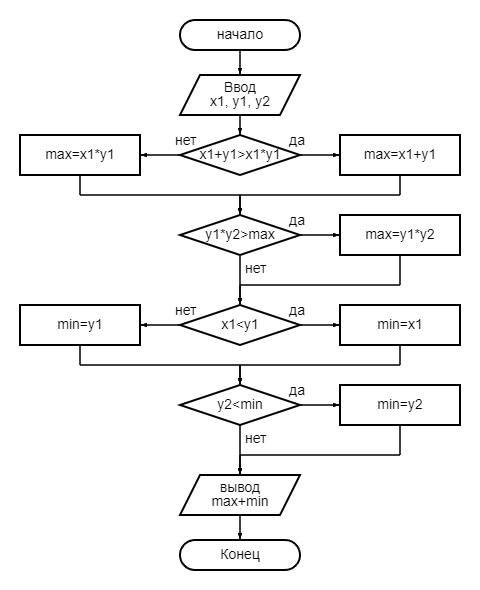 начало
Ввод
x1, y1, y2
нет
да
max=x1*y1
x1+y1>x1*y1
max=x1+y1
да
y1*y2>max
max=y1*y2
нет
нет
да
min=y1
x1<y1
min=x1
да
y2<min
min=y2
нет
вывод
max+min
Конец